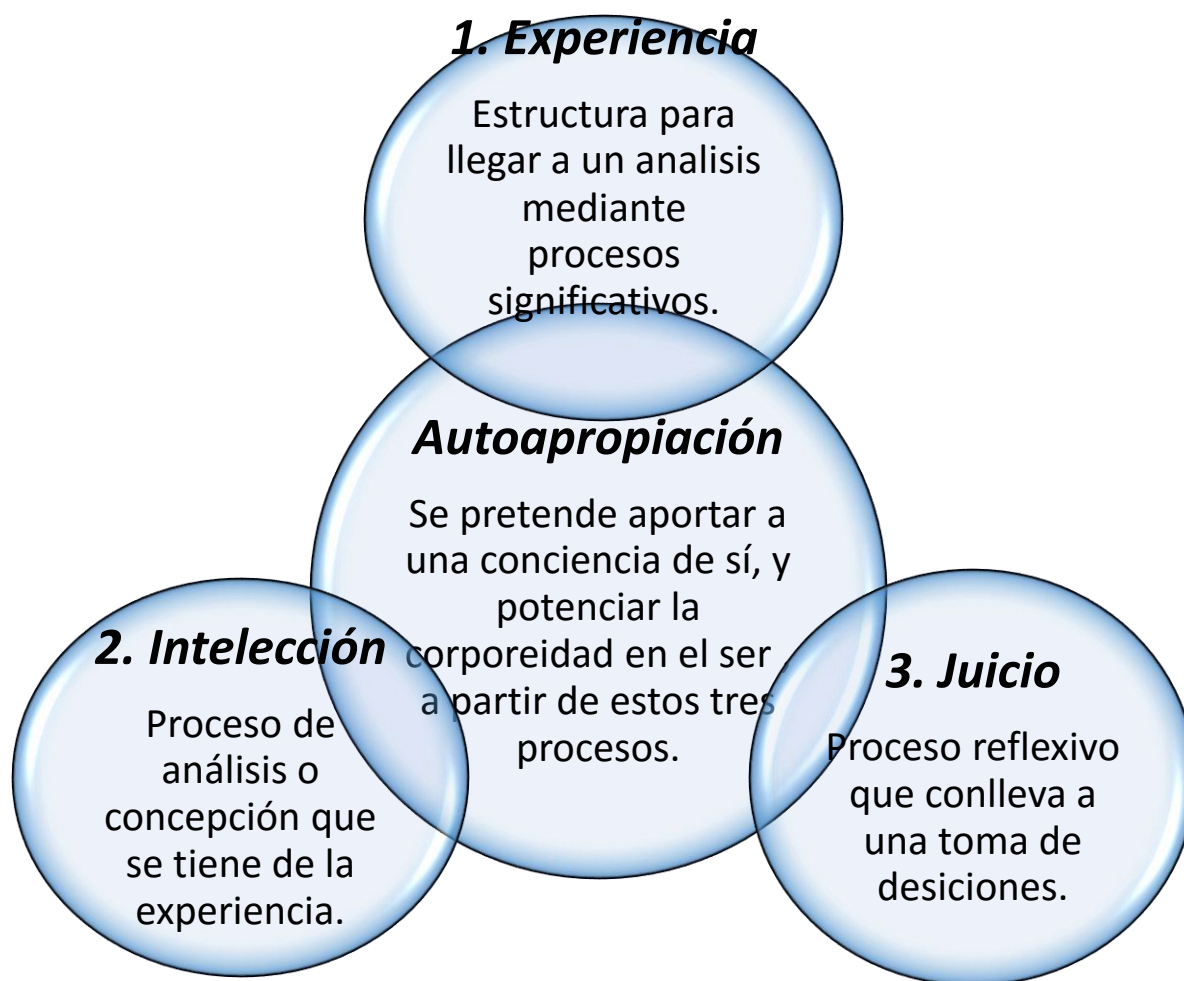 1. Experiencia
Estructura para
llegar a un analisis
mediante
procesos
significativos.
Autoapropiación
Se pretende aportar a
una conciencia de sí, y
potenciar la
corporeidad en el ser ,
a partir de estos tres
procesos.
2. Intelección
Proceso de
análisis o
concepción que
se tiene de la
experiencia.
3. Juicio
Proceso reflexivo
que conlleva a
una toma de
desiciones.